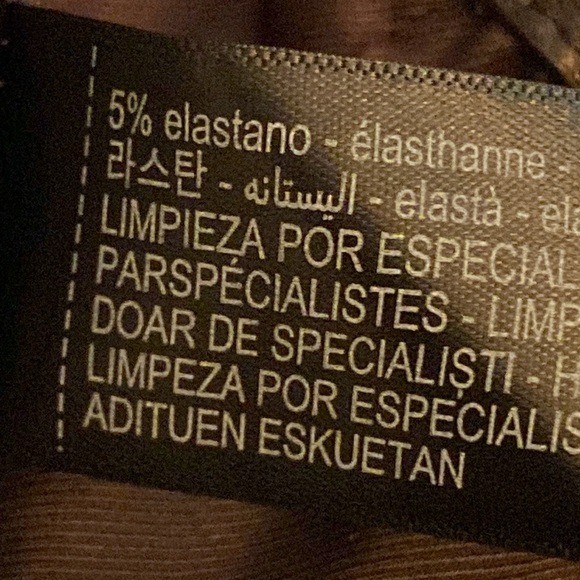 5% elastano - élasthanne -
라스탄 - اليستانه - elastà - ela
LIMPIEZA POR ESPECIAL
PARSPÉCIALISTES - LIMP
DOAR DE SPECIALIȘTI - H
LIMPEZA POR ESPECIALIS
ADITUEN ESKUETAN